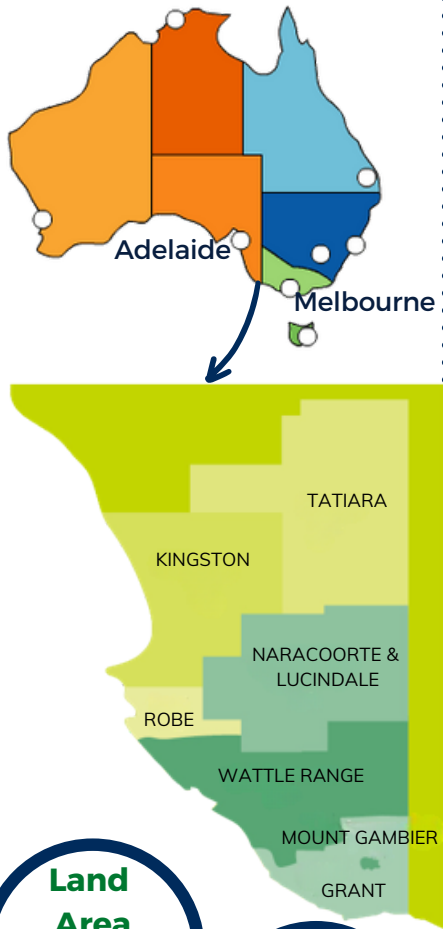 Adelaide
Melbourne
TATIARA
KINGSTON
NARACOORTE &
LUCINDALE
ROBE
WATTLE RANGE
MOUNT GAMBIER
GRANT
Land
Area